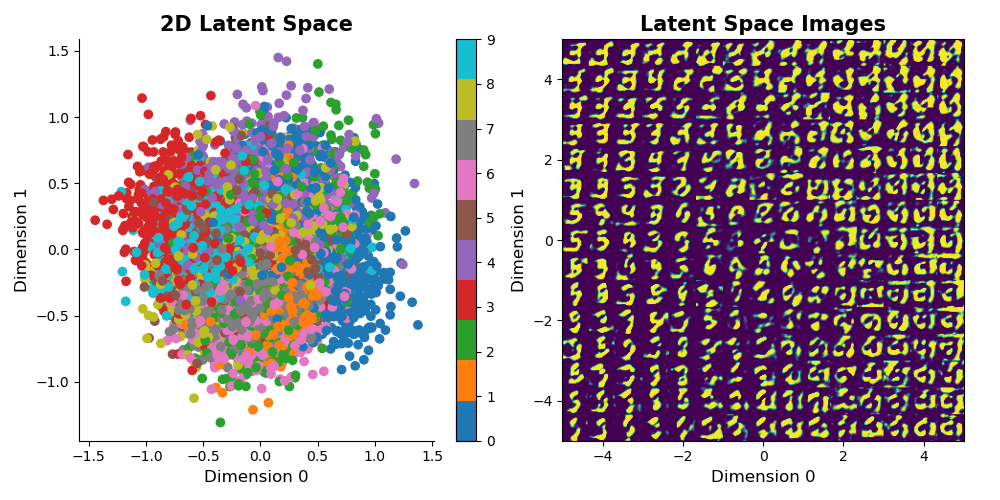 2D Latent Space
Dimension 1
1.5
1.0
0.5
0.0
−0.5
−1.0
−1.5 −1.0 −0.5 0.0 0.5 1.0 1.5
Dimension 0
9
8
7
6
5
4
3
2
1
0
Latent Space Images
Dimension 1
4
2
0
−2
−4
−4 −2 0 2 4
Dimension 0